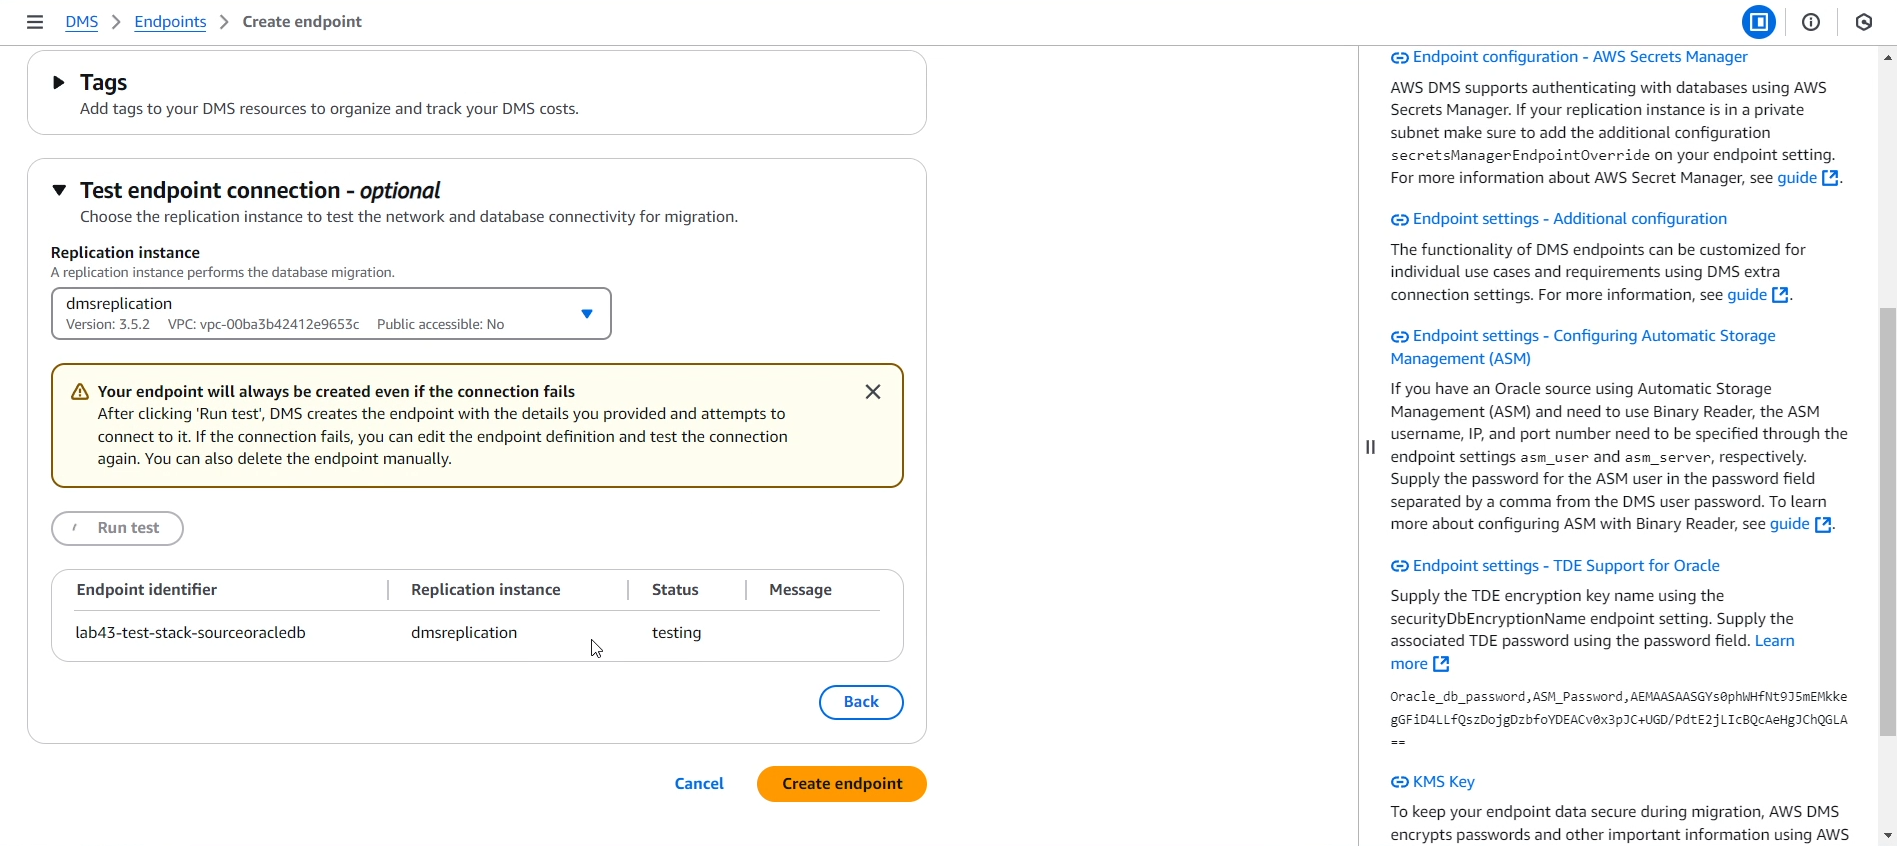 DMS > Endpoints > Create endpoint
Tags
Add tags to your DMS resources to organize and track your DMS costs.
Test endpoint connection - optional
Choose the replication instance to test the network and database connectivity for migration.
Replication instance
A replication instance performs the database migration.
dmsreplication
Version: 3.5.2 VPC: vpc-00ba3b42412e9653c Public accessible: No
Your endpoint will always be created even if the connection fails
After clicking 'Run test', DMS creates the endpoint with the details you provided and attempts to
connect to it. If the connection fails, you can edit the endpoint definition and test the connection
again. You can also delete the endpoint manually.
Run test
Endpoint identifier Replication instance Status Message
lab43-test-stack-sourceoracledb dmsreplication testing
Back
Cancel Create endpoint
Endpoint configuration - AWS Secrets Manager
AWS DMS supports authenticating with databases using AWS
Secrets Manager. If your replication instance is in a private
subnet make sure to add the additional configuration
secretsManagerEndpointOverride on your endpoint setting.
For more information about AWS Secret Manager, see guide.
Endpoint settings - Additional configuration
The functionality of DMS endpoints can be customized for
individual use cases and requirements using DMS extra
connection settings. For more information, see guide.
Endpoint settings - Configuring Automatic Storage
Management (ASM)
If you have an Oracle source using Automatic Storage
Management (ASM) and need to use Binary Reader, the ASM
username, IP, and port number need to be specified through the
endpoint settings asm_user and asm_server, respectively.
Supply the password for the ASM user in the password field
separated by a comma from the DMS user password. To learn
more about configuring ASM with Binary Reader, see guide.
Endpoint settings - TDE Support for Oracle
Supply the TDE encryption key name using the
securityDbEncryptionName endpoint setting. Supply the
associated TDE password using the password field. Learn
more
Oracle_db_password,ASM_Password,AEMAASAASGYs0phWHfNt9J5mEMkke
gGFiD4LLfQszDojgDzbfoYDEACv0x3pJC+UGD/PdtE2jLIcBQcAeHgJChQGLA
==
KMS Key
To keep your endpoint data secure during migration, AWS DMS
encrypts passwords and other important information using AWS